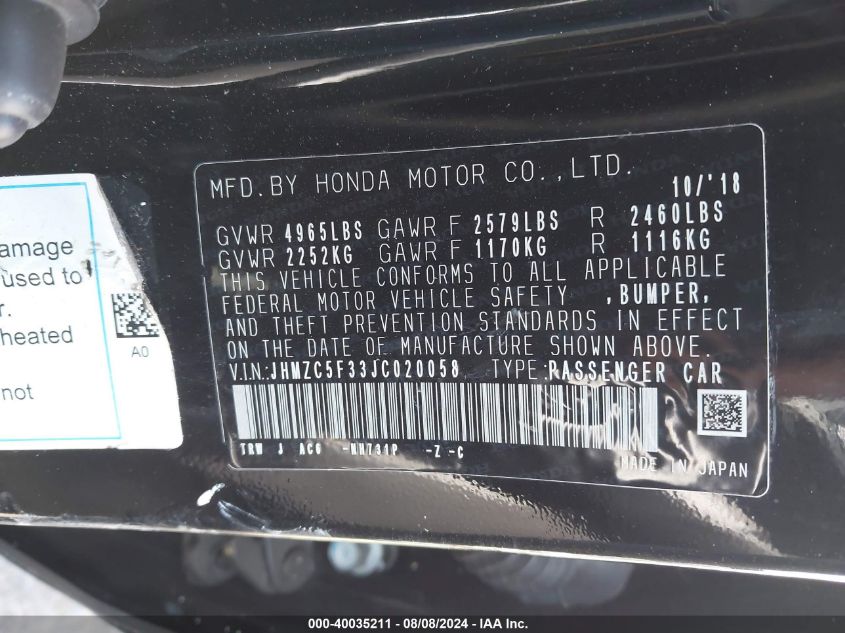 MFD.BY HONDA MOTOR CO.,LTD. 10/'18
GVWR 4965LBS GAWR F 2579LBS R 2460LBS
GVWR 2252KG GAWR F 1170KG R 1116KG
THIS VEHICLE CONFORMS TO ALL APPLICABLE
FEDERAL MOTOR VEHICLE SAFETY ,BUMPER,
AND THEFT PREVENTION STANDARDS IN EFFECT
ON THE DATE OF MANUFACTURE SHOWN ABOVE.
V.I.N.:JHMZC5F33JC020058 TYPE:PASSENGER CAR
TRW J AC0 -NH731P -Z -C
MADE IN JAPAN
amage
used to
r.
heated
not
A0
000-40035211 - 08/08/2024 - IAA Inc.